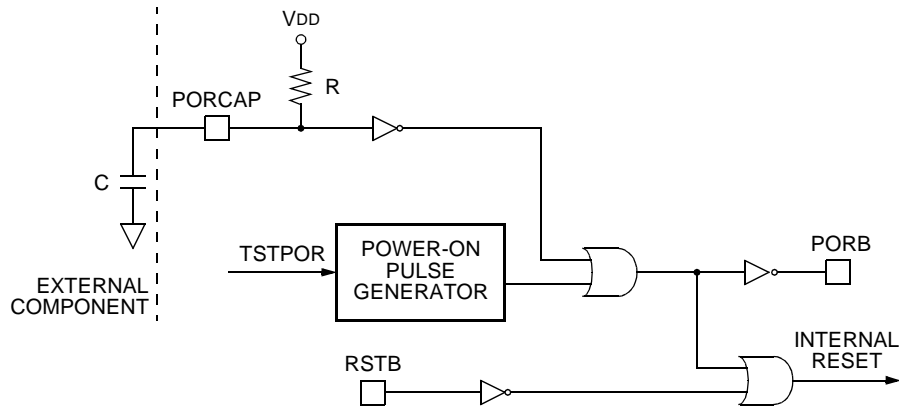 VDD
R
PORCAP
C
TSTPOR
POWER-ON
PULSE
GENERATOR
PORB
EXTERNAL
COMPONENT
INTERNAL
RESET
RSTB